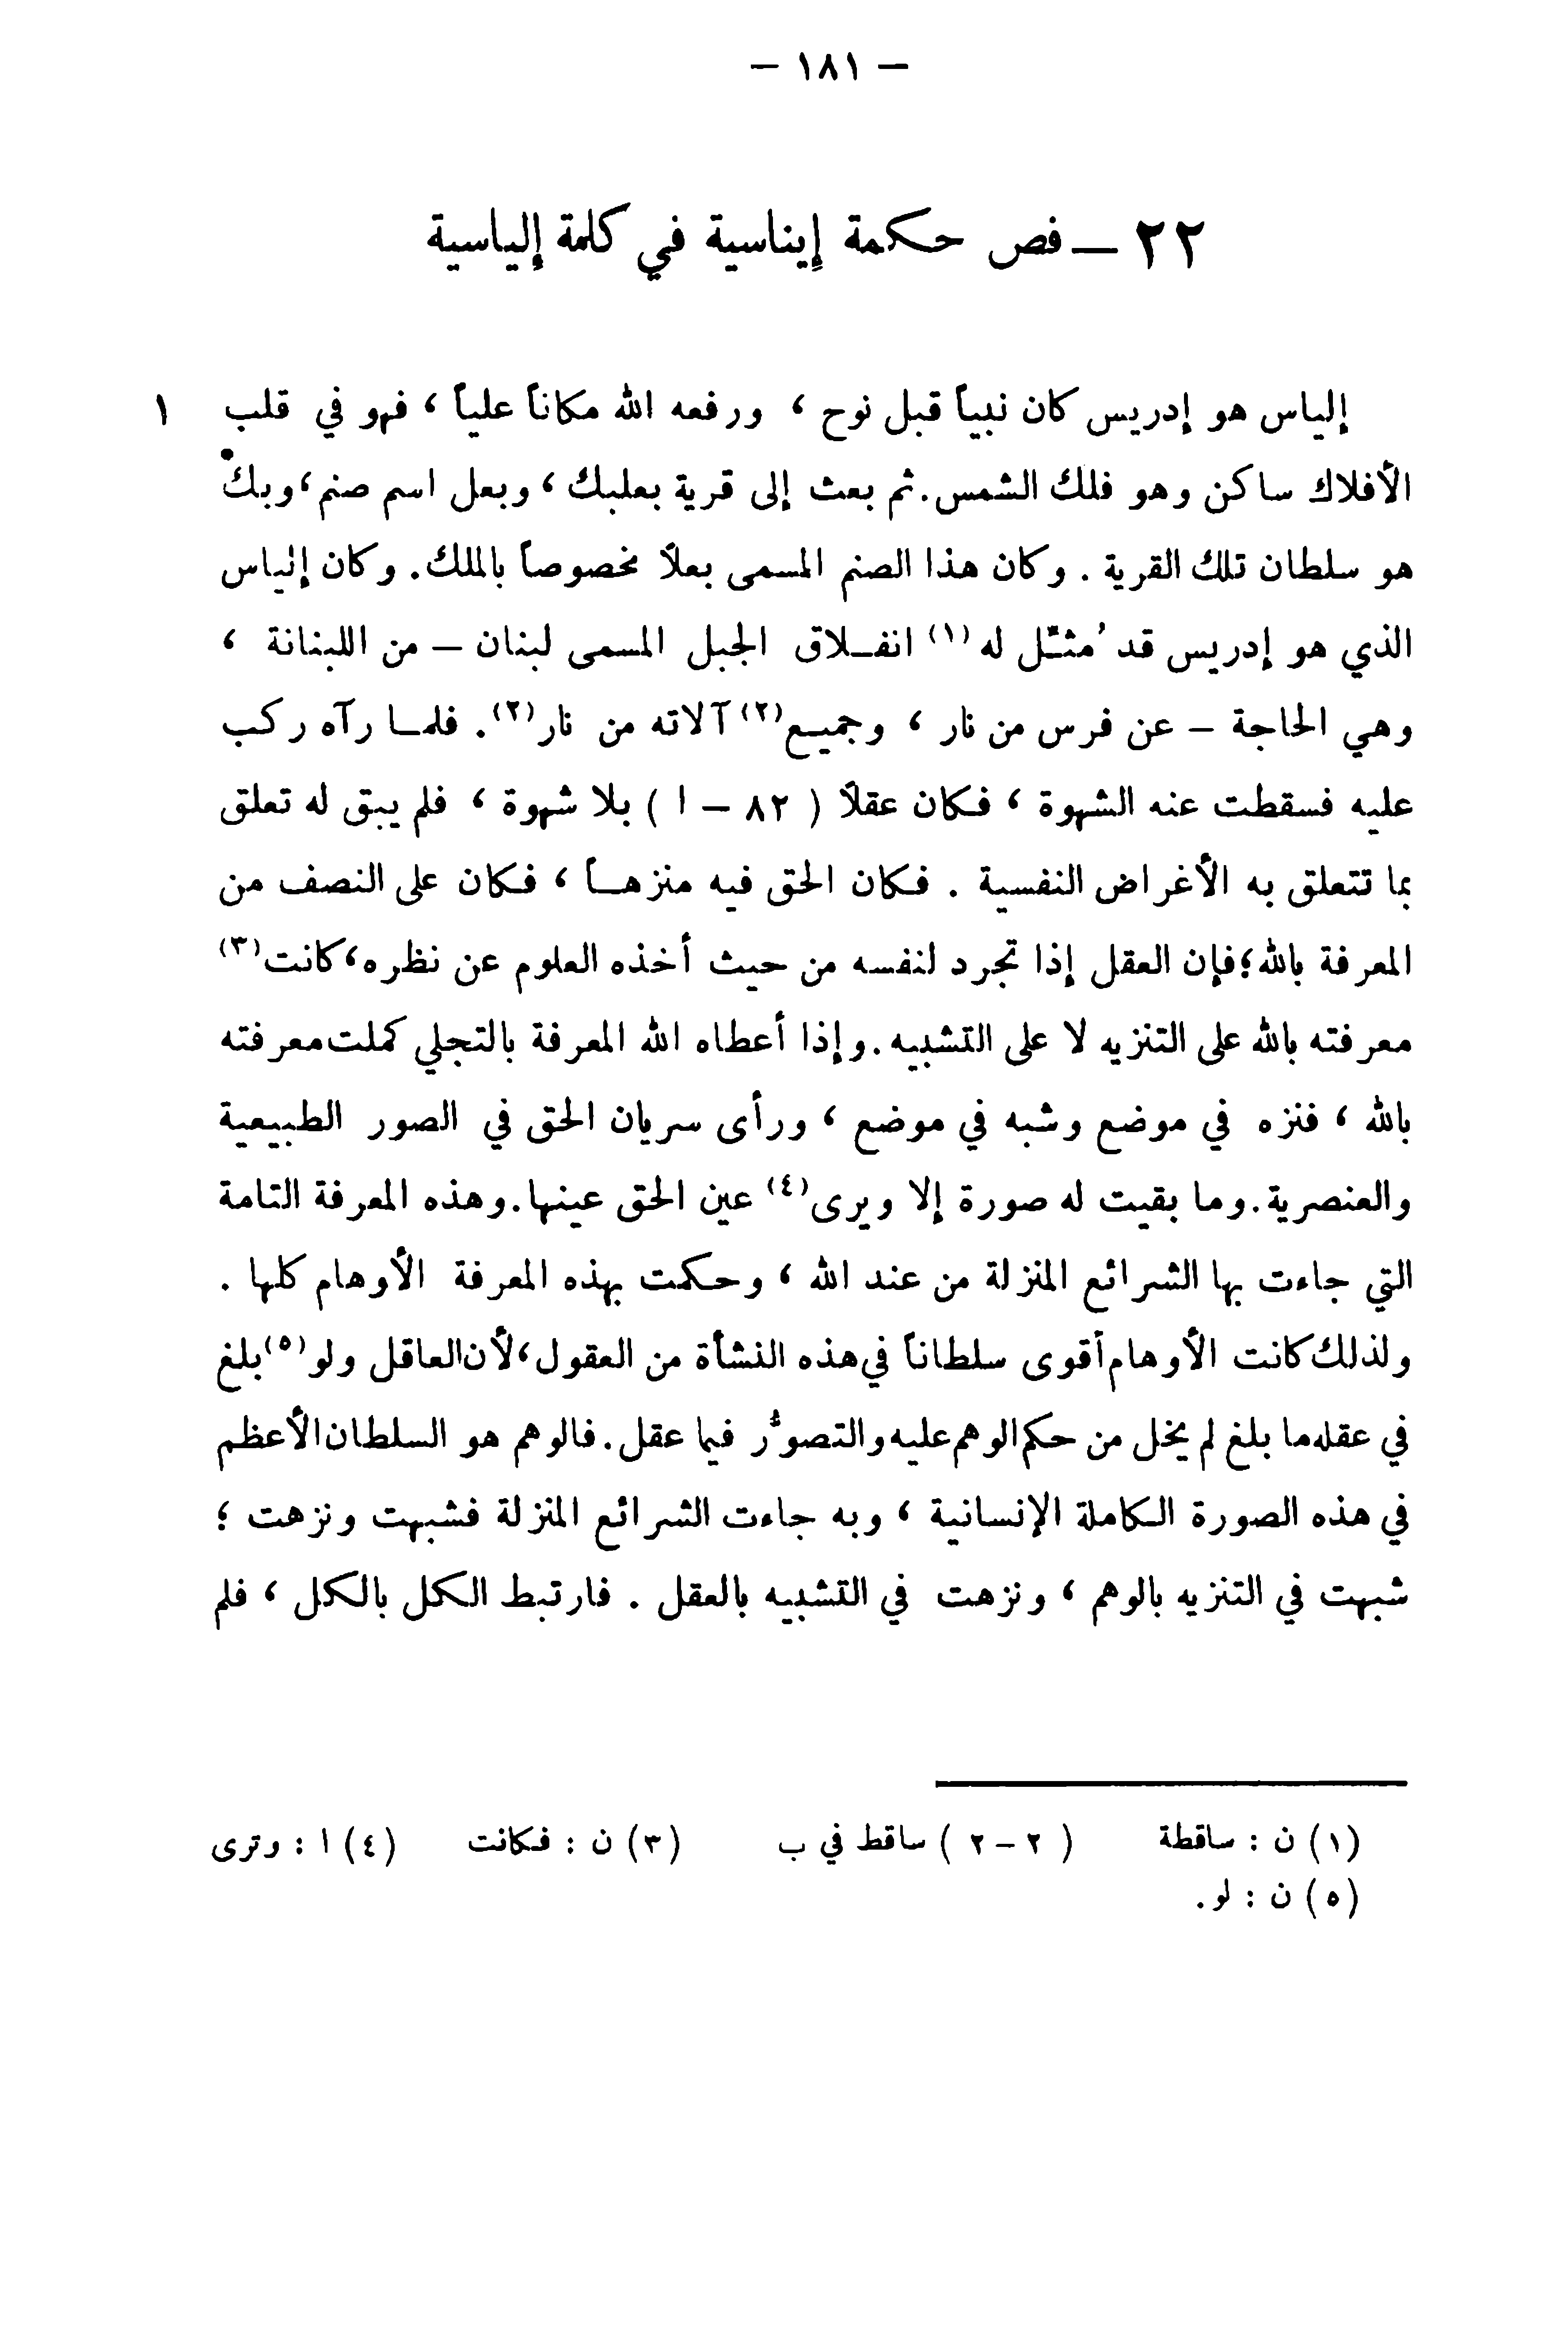 – ١٨١ –
٢٢ – فص حكمة إيناسية في كلمة إلياسية
إلياس هو إدريس كان نبياً قبل نوح ، ورفعه الله مكاناً علياً ، فهو في قلب ١
الأفلاك ساكن وهو فلك الشمس. ثم بعث إلى قرية بعلبك ، وبعل اسم صنم ، وبكْ
هو سلطان تلك القرية . وكان هذا الصنم المسمى بعلاً مخصوصاً بالملك. وكان إلياس
الذي هو إدريس قد مُثِّل له (١) انفلاق الجبل المسمى لبنان – من اللبنانة ،
وهي الحاجة – عن فرس من نار ، وجميع(٢) آلاته من نار(٢). فلما رآه ركب
عليه فسقطت عنه الشهوة ، فكان عقلاً ( ٨٢ – ا ) بلا شهوة ، فلم يبق له تعلق
بما تتعلق به الأغراض النفسية . فكان الحق فيه منزهاً ، فكان على النصف من
المعرفة بالله ؛ فإن العقل إذا تجرد لنفسه من حيث أخذه العلوم عن نظره ، كانت(٣)
معرفته بالله على التنزيه لا على التشبيه. وإذا أعطاه الله المعرفة بالتجلي كملت معرفته
بالله ، فنزه في موضع وشبه في موضع ، ورأى سريان الحق في الصور الطبيعية
والعنصرية. وما بقيت له صورة إلا ويرى(٤) عين الحق عينها. وهذه المعرفة التامة
التي جاءت بها الشرائع المنزلة من عند الله ، وحكمت بهذه المعرفة الأوهام كلها .
ولذلك كانت الأوهام أقوى سلطاناً في هذه النشأة من العقول ، لأن العاقل ولو(٥) بلغ
في عقله ما بلغ لم يخل من حكم الوهم عليه والتصوُّر فيما عقل. فالوهم هو السلطان الأعظم
في هذه الصورة الكاملة الإنسانية ، وبه جاءت الشرائع المنزلة فشبهت ونزهت ؛
شبهت في التنزيه بالوهم ، ونزهت في التشبيه بالعقل . فارتبط الكل بالكل ، فلم
(١) ن : ساقطة ( ٢ – ٢ ) ساقط في ب (٣) ن : فكانت (٤) ا : وترى
(٥) ن : لو .